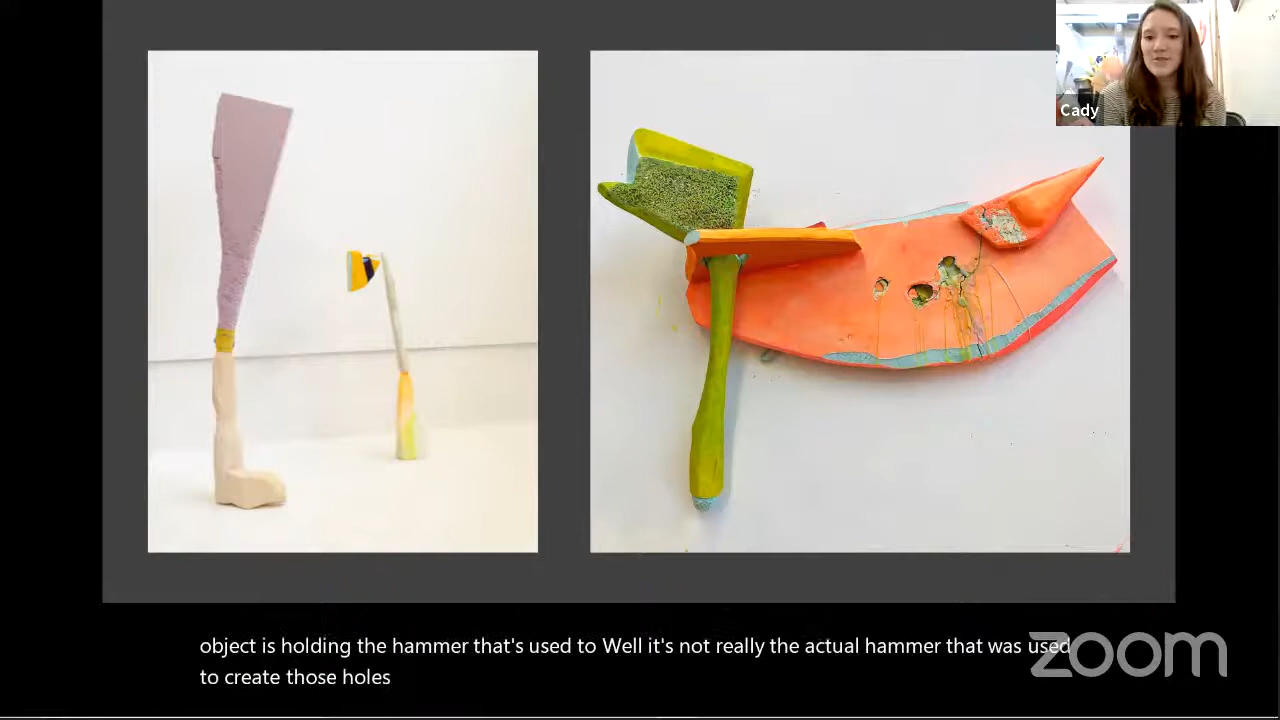 Cady
object is holding the hammer that's used to Well it's not really the actual hammer that was used
to create those holes
zoom